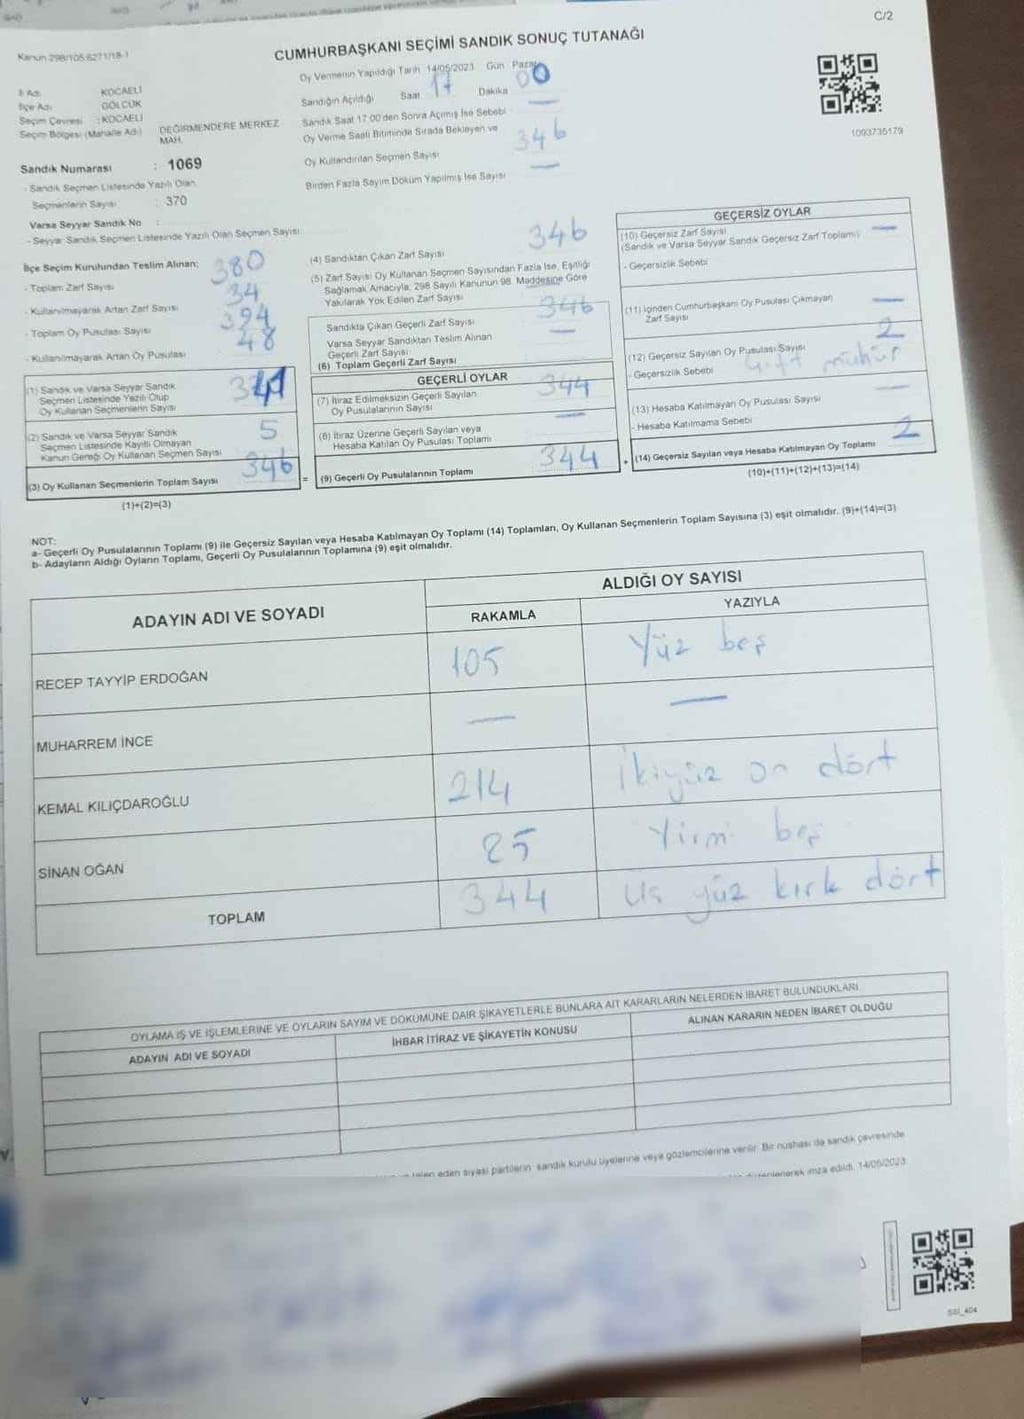 C/2
Kanun 298/105.6271/18-1
CUMHURBAŞKANI SEÇİMİ SANDIK SONUÇ TUTANAĞI
İl Adı KOCAELİ
İlçe Adı GÖLCÜK
Seçim Çevresi : KOCAELİ
Seçim Bölgesi (Mahalle Adı) DEĞİRMENDERE MERKEZ MAH.
Sandık Numarası : 1069
- Sandık Seçmen Listesinde Yazılı Olan
Seçmenlerin Sayısı : 370
Varsa Seyyar Sandık No :
- Seyyar Sandık Seçmen Listesinde Yazılı Olan Seçmen Sayısı
Oy Vermenin Yapıldığı Tarih 14/05/2023 Gün Pazar
Sandığın Açıldığı Saat 17 Dakika 00
Sandık Saat 17:00'den Sonra Açımış İse Sebebi —
Oy Verme Saati Bitiminde Sırada Bekleyen ve
Oy Kullandırılan Seçmen Sayısı 346
Birden Fazla Sayım Döküm Yapılmış İse Sayısı —
1093735179
İlçe Seçim Kurulundan Teslim Alınan;
- Toplam Zarf Sayısı 380
- Kullanılmayarak Artan Zarf Sayısı 34
- Toplam Oy Pusulası Sayısı 394
- Kullanılmayarak Artan Oy Pusulası 48
(1) Sandık ve Varsa Seyyar Sandık
Seçmen Listesinde Yazılı Olup
Oy Kullanan Seçmenlerin Sayısı 341
(2) Sandık ve Varsa Seyyar Sandık
Seçmen Listesinde Kayıtlı Olmayan
Kanun Gereği Oy Kullanan Seçmen Sayısı 5
(3) Oy Kullanan Seçmenlerin Toplam Sayısı 346
(1)+(2)=(3)
(4) Sandıktan Çıkan Zarf Sayısı 346
(5) Zarf Sayısı Oy Kullanan Seçmen Sayısından Fazla İse, Eşitliği
Sağlamak Amacıyla, 298 Sayılı Kanunun 98. Maddesine Göre
Yakılarak Yok Edilen Zarf Sayısı —
Sandıkta Çıkan Geçerli Zarf Sayısı 346
Varsa Seyyar Sandıktan Teslim Alınan
Geçerli Zarf Sayısı —
(6) Toplam Geçerli Zarf Sayısı
GEÇERLİ OYLAR
(7) İtiraz Edilmeksizin Geçerli Sayılan
Oy Pusulalarının Sayısı 344
(8) İtiraz Üzerine Geçerli Sayılan veya
Hesaba Katılan Oy Pusulası Toplamı —
= (9) Geçerli Oy Pusulalarının Toplamı 344
GEÇERSİZ OYLAR
(10) Geçersiz Zarf Sayısı —
(Sandık ve Varsa Seyyar Sandık Geçersiz Zarf Toplamı)
- Geçersizlik Sebebi
(11) İçinden Cumhurbaşkanı Oy Pusulası Çıkmayan
Zarf Sayısı —
(12) Geçersiz Sayılan Oy Pusulası Sayısı 2
- Geçersizlik Sebebi Çift mühür
(13) Hesaba Katılmayan Oy Pusulası Sayısı —
- Hesaba Katılmama Sebebi
+ (14) Geçersiz Sayılan veya Hesaba Katılmayan Oy Toplamı 2
(10)+(11)+(12)+(13)=(14)
NOT:
a- Geçerli Oy Pusulalarının Toplamı (9) ile Geçersiz Sayılan veya Hesaba Katılmayan Oy Toplamı (14) Toplamları, Oy Kullanan Seçmenlerin Toplam Sayısına (3) eşit olmalıdır. (9)+(14)=(3)
b- Adayların Aldığı Oyların Toplamı, Geçerli Oy Pusulalarının Toplamına (9) eşit olmalıdır.
ADAYIN ADI VE SOYADI
ALDIĞI OY SAYISI
RAKAMLA YAZIYLA
RECEP TAYYİP ERDOĞAN 105 Yüz beş
MUHARREM İNCE — —
KEMAL KILIÇDAROĞLU 214 İkiyüz on dört
SİNAN OĞAN 25 Yirmi beş
TOPLAM 344 Üç yüz kırk dört
OYLAMA İŞ VE İŞLEMLERİNE VE OYLARIN SAYIM VE DÖKÜMÜNE DAİR ŞİKAYETLERLE BUNLARA AİT KARARLARIN NELERDEN İBARET BULUNDUKLARI
ADAYIN ADI VE SOYADI İHBAR İTİRAZ VE ŞİKAYETİN KONUSU ALINAN KARARIN NEDEN İBARET OLDUĞU
eden siyasi partilerin sandık kurulu üyelerine veya gözlemcilerine verilir. Bir nüshası da sandık çevresinde
düzenlenerek imza edildi. 14/05/2023
SSI_404